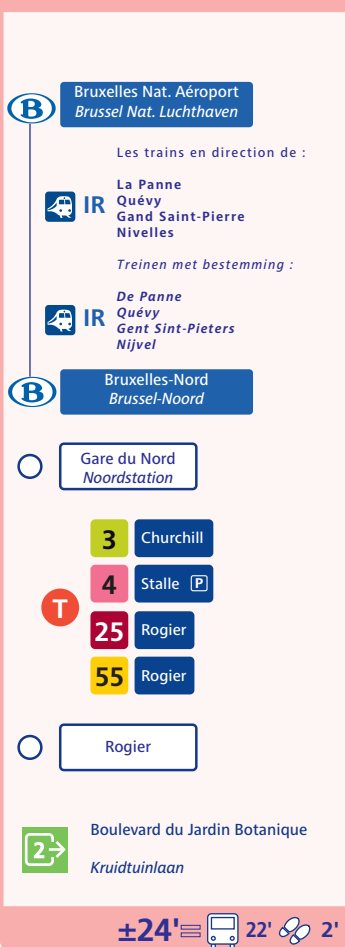 Bruxelles Nat. Aéroport
B Brussel Nat. Luchthaven
Les trains en direction de :
La Panne
IR Quévy
Gand Saint-Pierre
Nivelles
Treinen met bestemming :
De Panne
IR Quévy
Gent Sint-Pieters
Nijvel
Bruxelles-Nord
B Brussel-Noord
Gare du Nord
Noordstation
3 Churchill
4 Stalle P
T
25 Rogier
55 Rogier
Rogier
Boulevard du Jardin Botanique
2
Kruidtuinlaan
±24'= 22' 2'